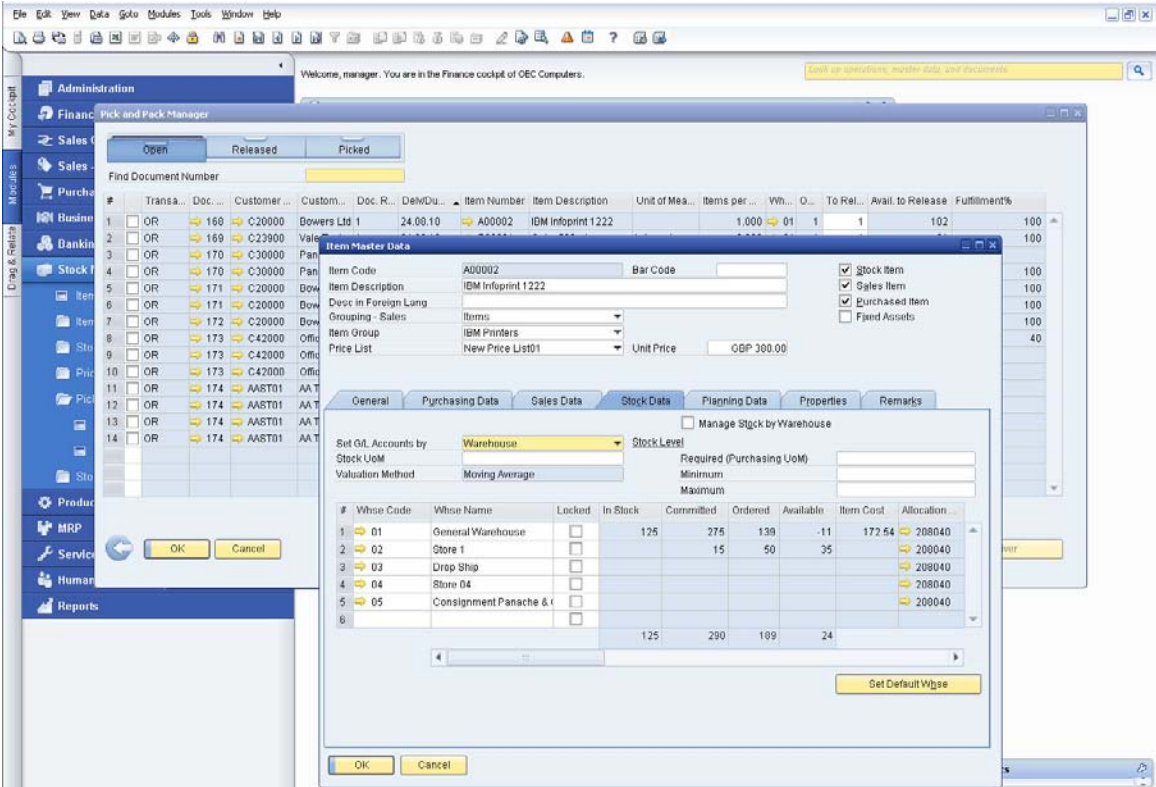 File Edit View Data Goto Modules Tools Window Help
Welcome, manager. You are in the Finance cockpit of OEC Computers.
Look up operations, master data, and documents
My Cockpit
Modules
Drag & Relate
Administration
Financ
Sales
Sales -
Purcha
Busine
Bankin
Stock
Item
Item
Sto
Pric
Pick
Sto
Produc
MRP
Service
Human
Reports
Pick and Pack Manager
Open Released Picked
Find Document Number
# Transa... Doc. ... Customer ... Custom... Doc. R... Deliv/Du... Item Number Item Description Unit of Mea... Items per ... Wh... O... To Rel... Avail. to Release Fulfillment%
1 OR 168 C20000 Bowers Ltd 1 24.08.10 A00002 IBM Infoprint 1222 1.000 01 1 1 102 100
2 OR 169 C23900 Vale 100
3 OR 170 C30000 Pan
4 OR 170 C30000 Pan 100
5 OR 171 C20000 Bow 100
6 OR 171 C20000 Bow 100
7 OR 172 C20000 Bow 100
8 OR 173 C42000 Offic 40
9 OR 173 C42000 Offic
10 OR 173 C42000 Offic
11 OR 174 AAST01 AA T
12 OR 174 AAST01 AA T
13 OR 174 AAST01 AA T
14 OR 174 AAST01 AA T
OK Cancel
Item Master Data
Item Code A00002 Bar Code Stock Item
Item Description IBM Infoprint 1222 Sales Item
Desc in Foreign Lang Purchased Item
Grouping - Sales Items Fixed Assets
Item Group IBM Printers
Price List New Price List01 Unit Price GBP 380.00
General Purchasing Data Sales Data Stock Data Planning Data Properties Remarks
Manage Stock by Warehouse
Set G/L Accounts by Warehouse Stock Level
Stock UoM Required (Purchasing UoM)
Valuation Method Moving Average Minimum
Maximum
# Whse Code Whse Name Locked In Stock Committed Ordered Available Item Cost Allocation ...
1 01 General Warehouse 125 275 139 -11 172.54 208040
2 02 Store 1 15 50 35 208040
3 03 Drop Ship 208040
4 04 Store 04 208040
5 05 Consignment Panache & 208040
6
125 290 189 24
Set Default Whse
OK Cancel